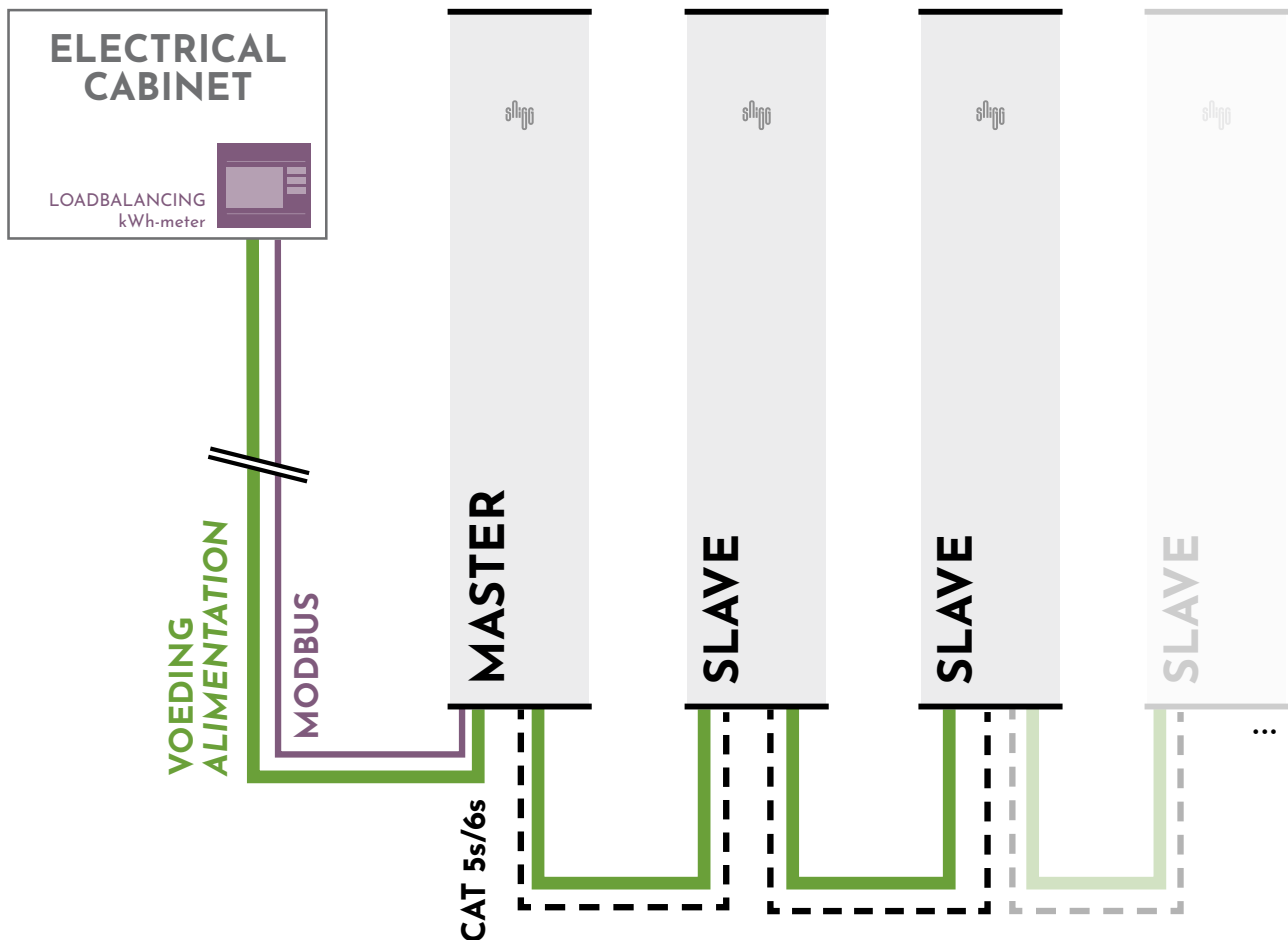 ELECTRICAL
CABINET
LOADBALANCING
kWh-meter
VOEDING
ALIMENTATION
MODBUS
MASTER
SLAVE
SLAVE
SLAVE
...
CAT 5s/6s